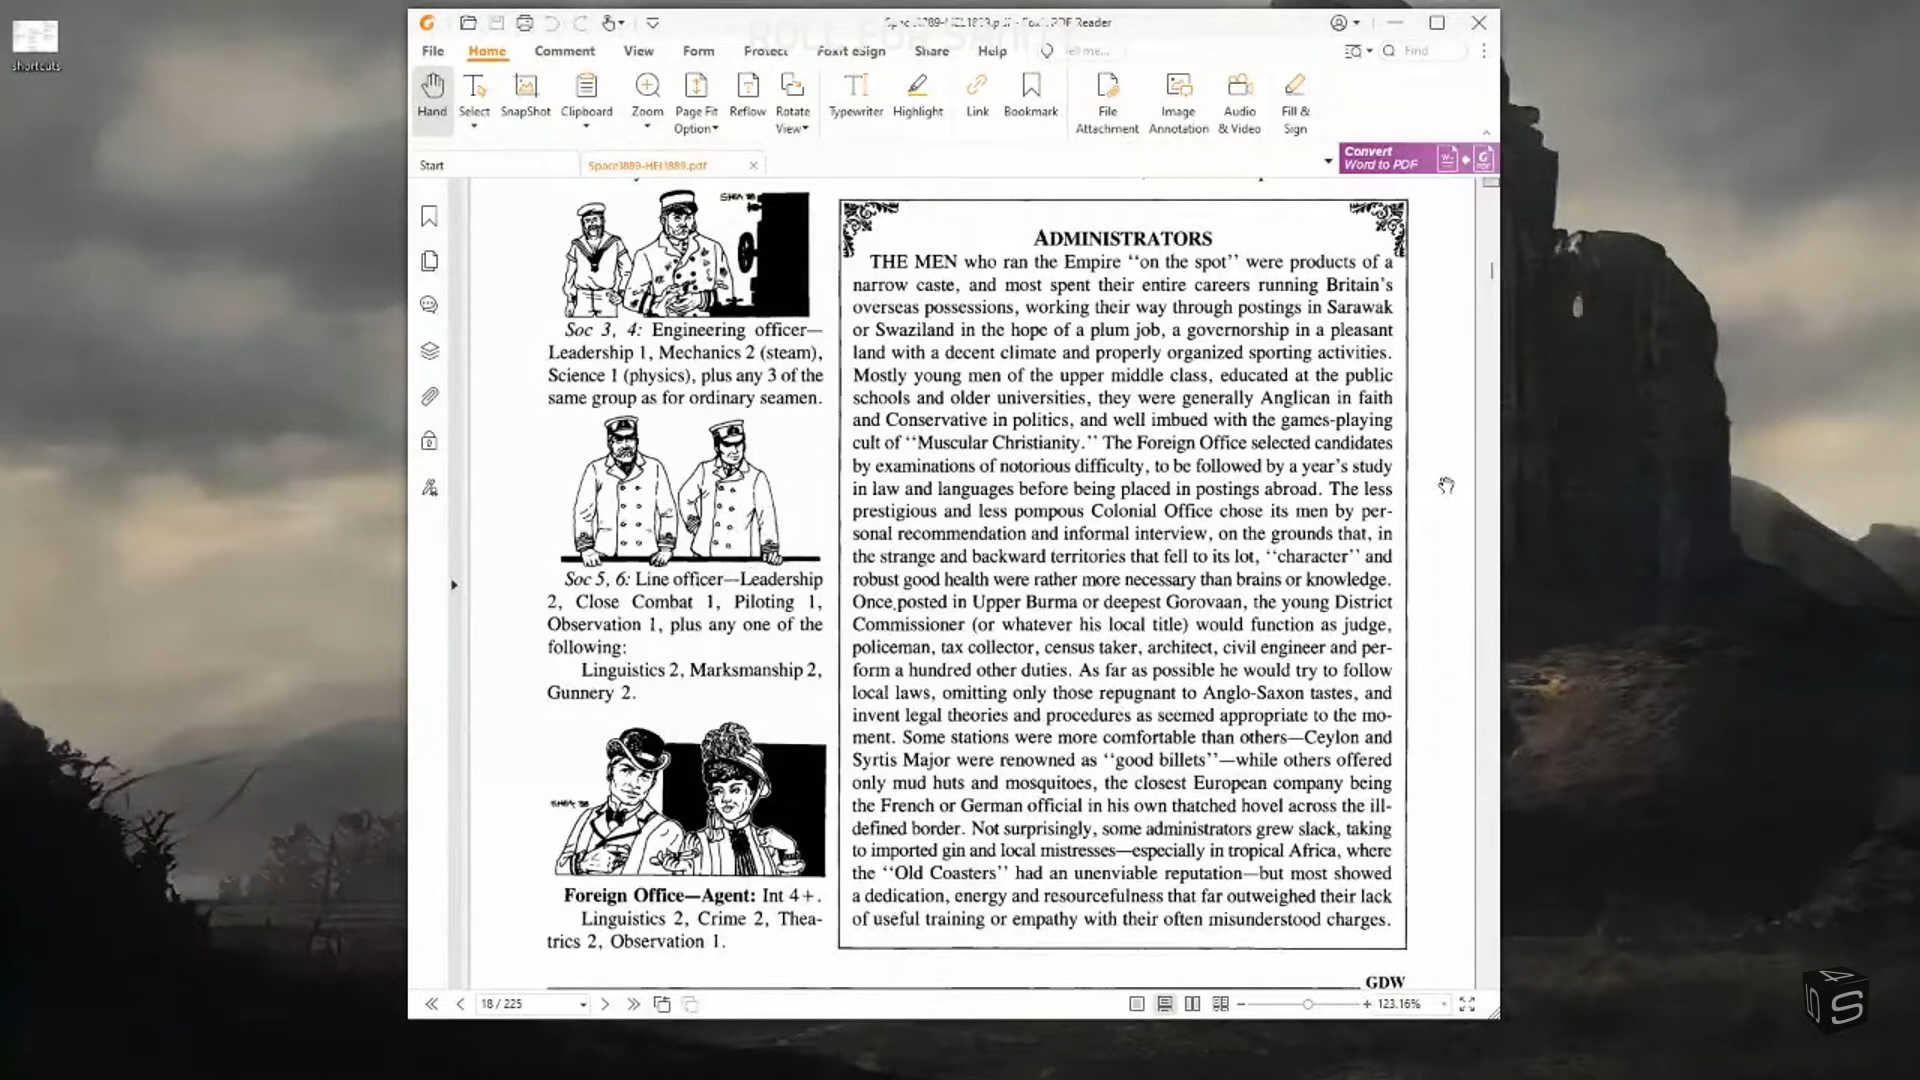 shortcuts
Space1889-HEL1889.pdf - Foxit PDF Reader
ROLL FOR SANITY
File Home Comment View Form Protect Foxit eSign Share Help Tell me... Find
Hand Select SnapShot Clipboard Zoom Page Fit Option Reflow Rotate View Typewriter Highlight Link Bookmark File Attachment Image Annotation Audio & Video Fill & Sign
Start Space1889-HEL1889.pdf
Convert
Word to PDF
SHEA '88
Soc 3, 4: Engineering officer—
Leadership 1, Mechanics 2 (steam),
Science 1 (physics), plus any 3 of the
same group as for ordinary seamen.
Soc 5, 6: Line officer—Leadership
2, Close Combat 1, Piloting 1,
Observation 1, plus any one of the
following:
Linguistics 2, Marksmanship 2,
Gunnery 2.
SHEA '88
Foreign Office—Agent: Int 4+.
Linguistics 2, Crime 2, Thea-
trics 2, Observation 1.
ADMINISTRATORS
THE MEN who ran the Empire ‘‘on the spot’’ were products of a
narrow caste, and most spent their entire careers running Britain's
overseas possessions, working their way through postings in Sarawak
or Swaziland in the hope of a plum job, a governorship in a pleasant
land with a decent climate and properly organized sporting activities.
Mostly young men of the upper middle class, educated at the public
schools and older universities, they were generally Anglican in faith
and Conservative in politics, and well imbued with the games-playing
cult of ‘‘Muscular Christianity.’’ The Foreign Office selected candidates
by examinations of notorious difficulty, to be followed by a year's study
in law and languages before being placed in postings abroad. The less
prestigious and less pompous Colonial Office chose its men by per-
sonal recommendation and informal interview, on the grounds that, in
the strange and backward territories that fell to its lot, ‘‘character’’ and
robust good health were rather more necessary than brains or knowledge.
Once posted in Upper Burma or deepest Gorovaan, the young District
Commissioner (or whatever his local title) would function as judge,
policeman, tax collector, census taker, architect, civil engineer and per-
form a hundred other duties. As far as possible he would try to follow
local laws, omitting only those repugnant to Anglo-Saxon tastes, and
invent legal theories and procedures as seemed appropriate to the mo-
ment. Some stations were more comfortable than others—Ceylon and
Syrtis Major were renowned as ‘‘good billets’’—while others offered
only mud huts and mosquitoes, the closest European company being
the French or German official in his own thatched hovel across the ill-
defined border. Not surprisingly, some administrators grew slack, taking
to imported gin and local mistresses—especially in tropical Africa, where
the ‘‘Old Coasters’’ had an unenviable reputation—but most showed
a dedication, energy and resourcefulness that far outweighed their lack
of useful training or empathy with their often misunderstood charges.
GDW
18 / 225
123.16%